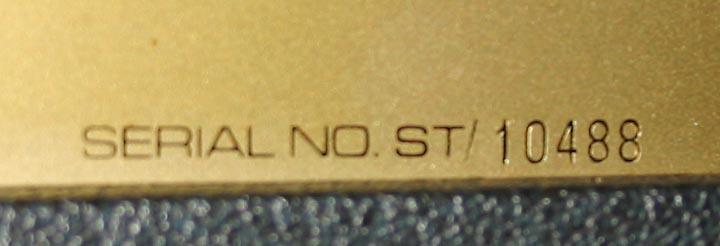 SERIAL NO. ST/10488